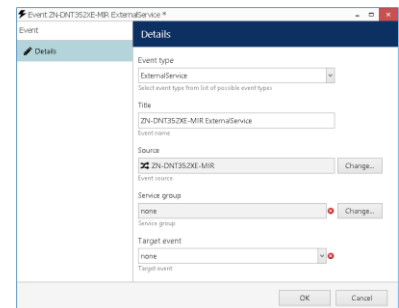 Event ZN-DNT352XE-MIR ExternalService *
Event
Details
Details
Event type
ExternalService
Select event type from list of possible event types
Title
ZN-DNT352XE-MIR ExternalService
Event name
Source
ZN-DNT352XE-MIR
Change...
Event source
Service group
none
Change...
Service group
Target event
none
Target event
OK
Cancel